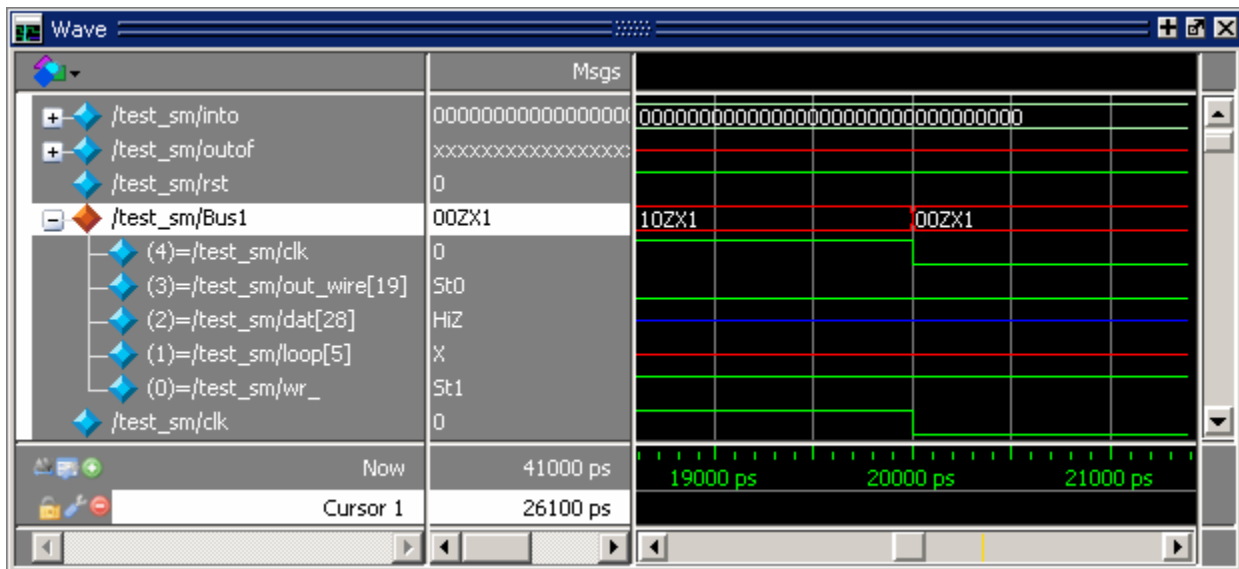 Wave
Msgs
/test_sm/into 0000000000000000 00000000000000000000000000000000
/test_sm/outof xxxxxxxxxxxxxxxx
/test_sm/rst 0
/test_sm/Bus1 00ZX1 10ZX1 00ZX1
(4)=/test_sm/clk 0
(3)=/test_sm/out_wire[19] St0
(2)=/test_sm/dat[28] HiZ
(1)=/test_sm/loop[5] X
(0)=/test_sm/wr_ St1
/test_sm/clk 0
Now 41000 ps 19000 ps 20000 ps 21000 ps
Cursor 1 26100 ps